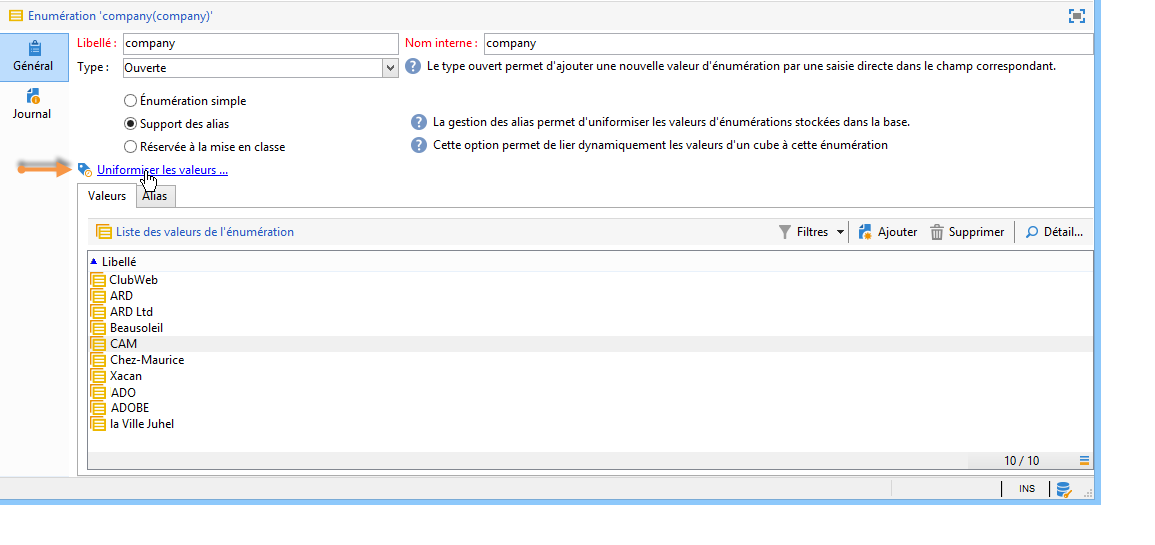 Enumération 'company(company)'
Général
Journal
Libellé : company Nom interne : company
Type : Ouverte Le type ouvert permet d'ajouter une nouvelle valeur d'énumération par une saisie directe dans le champ correspondant.
Énumération simple
Support des alias La gestion des alias permet d'uniformiser les valeurs d'énumérations stockées dans la base.
Réservée à la mise en classe Cette option permet de lier dynamiquement les valeurs d'un cube à cette énumération
Uniformiser les valeurs ...
Valeurs Alias
Liste des valeurs de l'énumération Filtres Ajouter Supprimer Détail...
Libellé
ClubWeb
ARD
ARD Ltd
Beausoleil
CAM
Chez-Maurice
Xacan
ADO
ADOBE
la Ville Juhel
10 / 10
INS